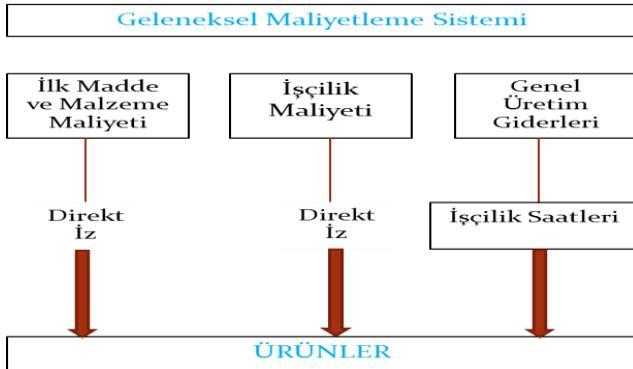 Geleneksel Maliyetleme Sistemi
İlk Madde
ve Malzeme
Maliyeti
İşçilik
Maliyeti
Genel
Üretim
Giderleri
Direkt
İz
Direkt
İz
İşçilik Saatleri
ÜRÜNLER